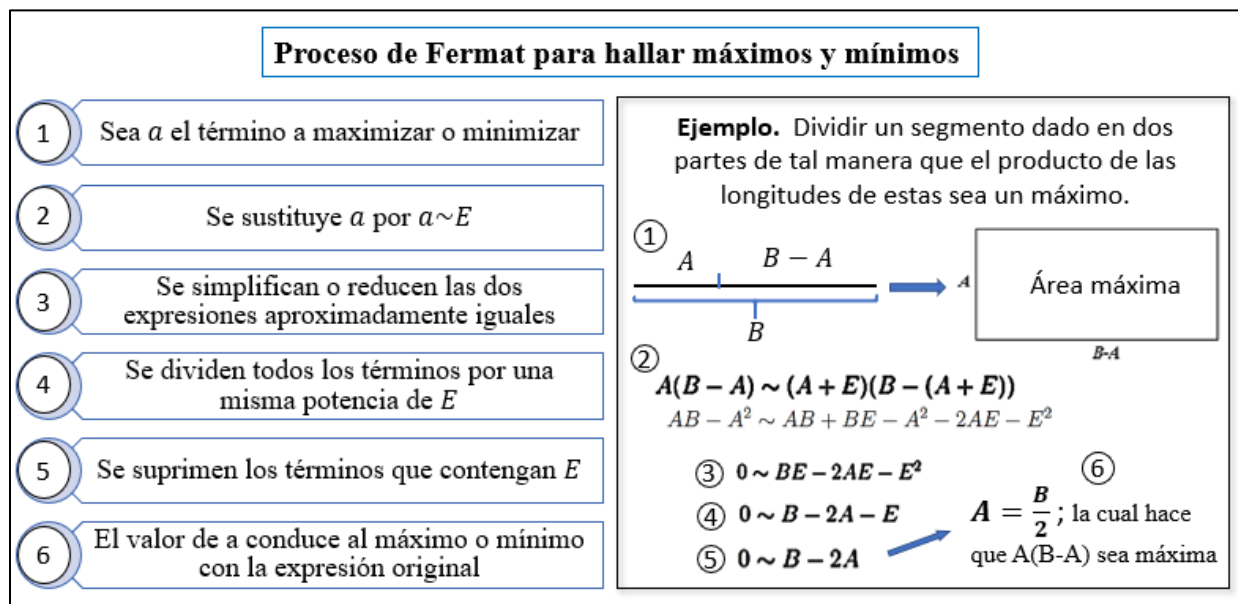 Proceso de Fermat para hallar máximos y mínimos
1
Sea a el término a maximizar o minimizar
2
Se sustituye a por a~E
3
Se simplifican o reducen las dos
expresiones aproximadamente iguales
4
Se dividen todos los términos por una
misma potencia de E
5
Se suprimen los términos que contengan E
6
El valor de a conduce al máximo o mínimo
con la expresión original
Ejemplo. Dividir un segmento dado en dos
partes de tal manera que el producto de las
longitudes de estas sea un máximo.
①
A
B − A
B
A
Área máxima
B-A
②
A(B − A) ~ (A + E)(B − (A + E))
AB − A² ~ AB + BE − A² − 2AE − E²
③ 0 ~ BE − 2AE − E²
④ 0 ~ B − 2A − E
⑤ 0 ~ B − 2A
⑥
A = B/2 ; la cual hace
que A(B-A) sea máxima